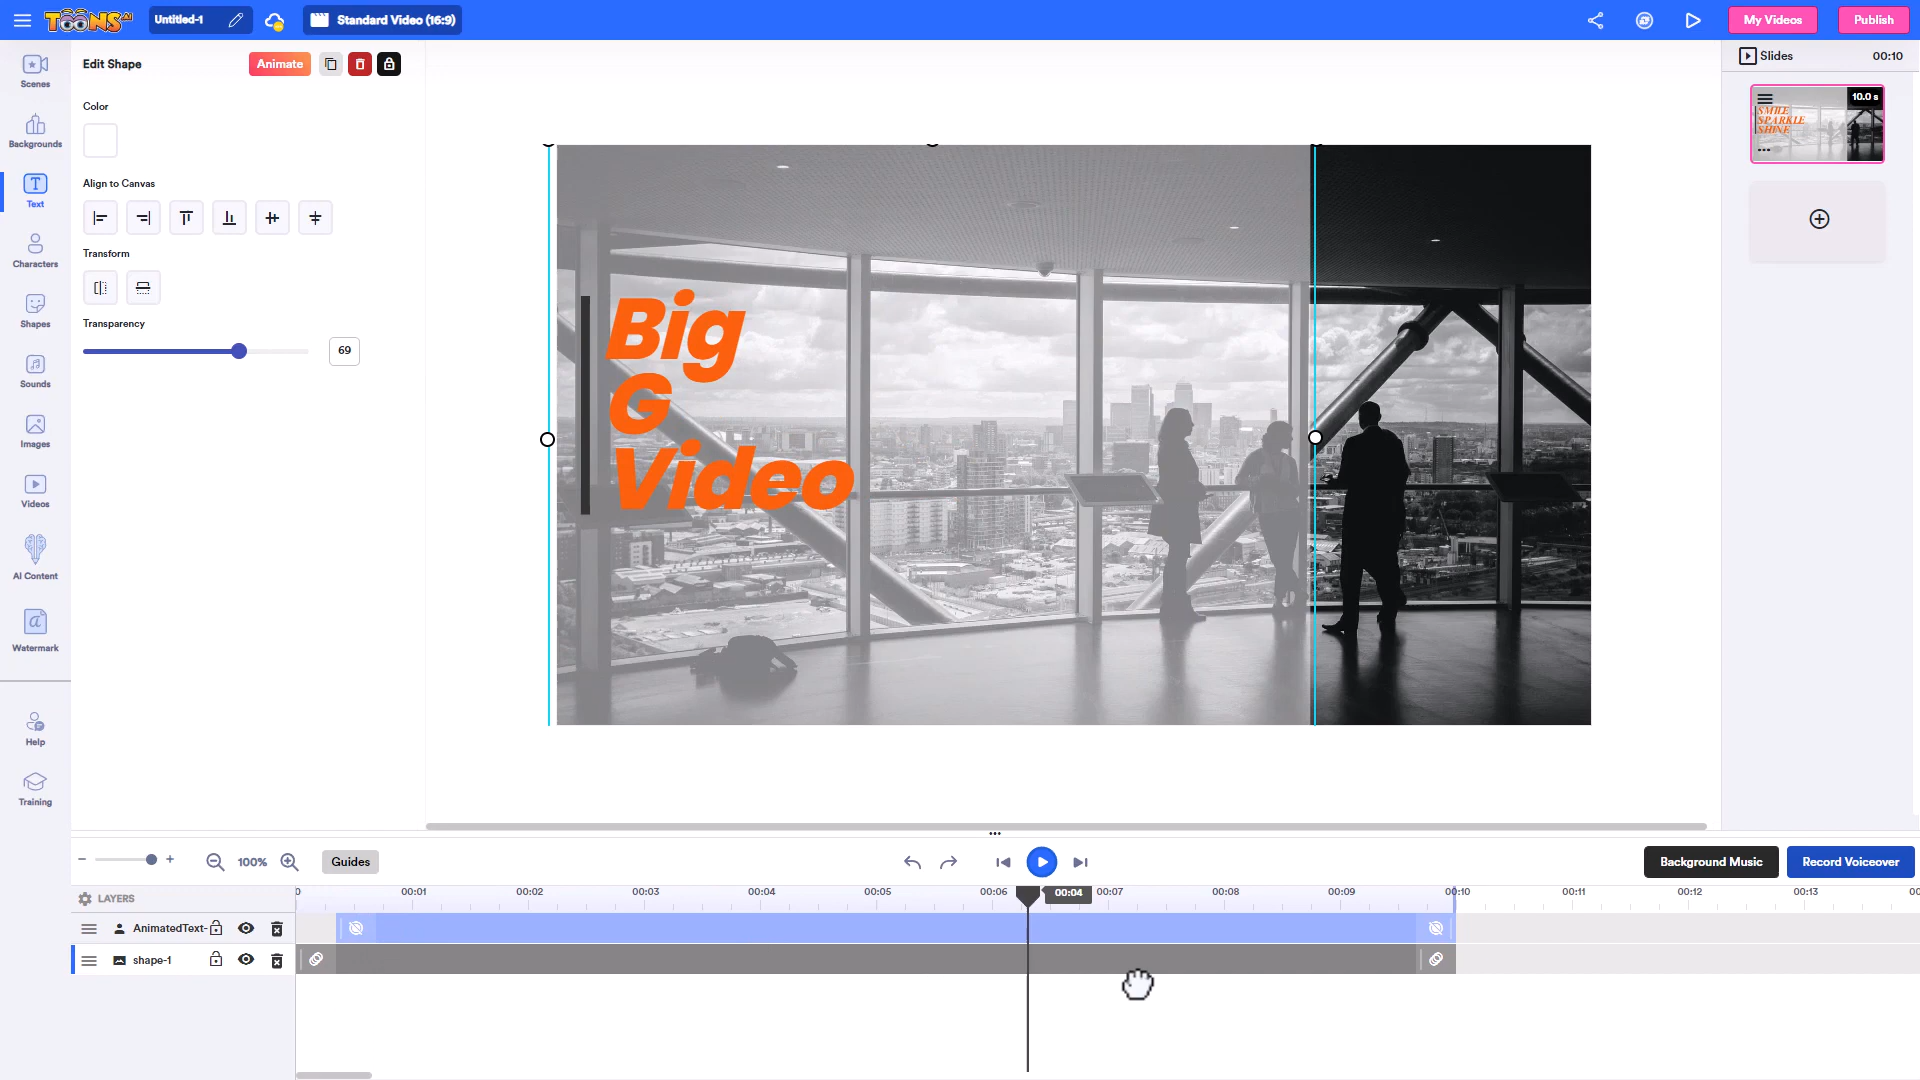 TOONS AI
Untitled-1
Standard Video (16:9)
My Videos
Publish
Scenes
Backgrounds
Text
Characters
Shapes
Sounds
Images
Videos
AI Content
Watermark
Help
Training
Edit Shape
Animate
Color
Align to Canvas
Transform
Transparency
69
Big
G
Video
Slides
00:10
10.0 s
SMILE
SPARKLE
SHINE
100%
Guides
Background Music
Record Voiceover
LAYERS
0
00:01
00:02
00:03
00:04
00:05
00:06
00:04
00:07
00:08
00:09
00:10
00:11
00:12
00:13
AnimatedText-
shape-1